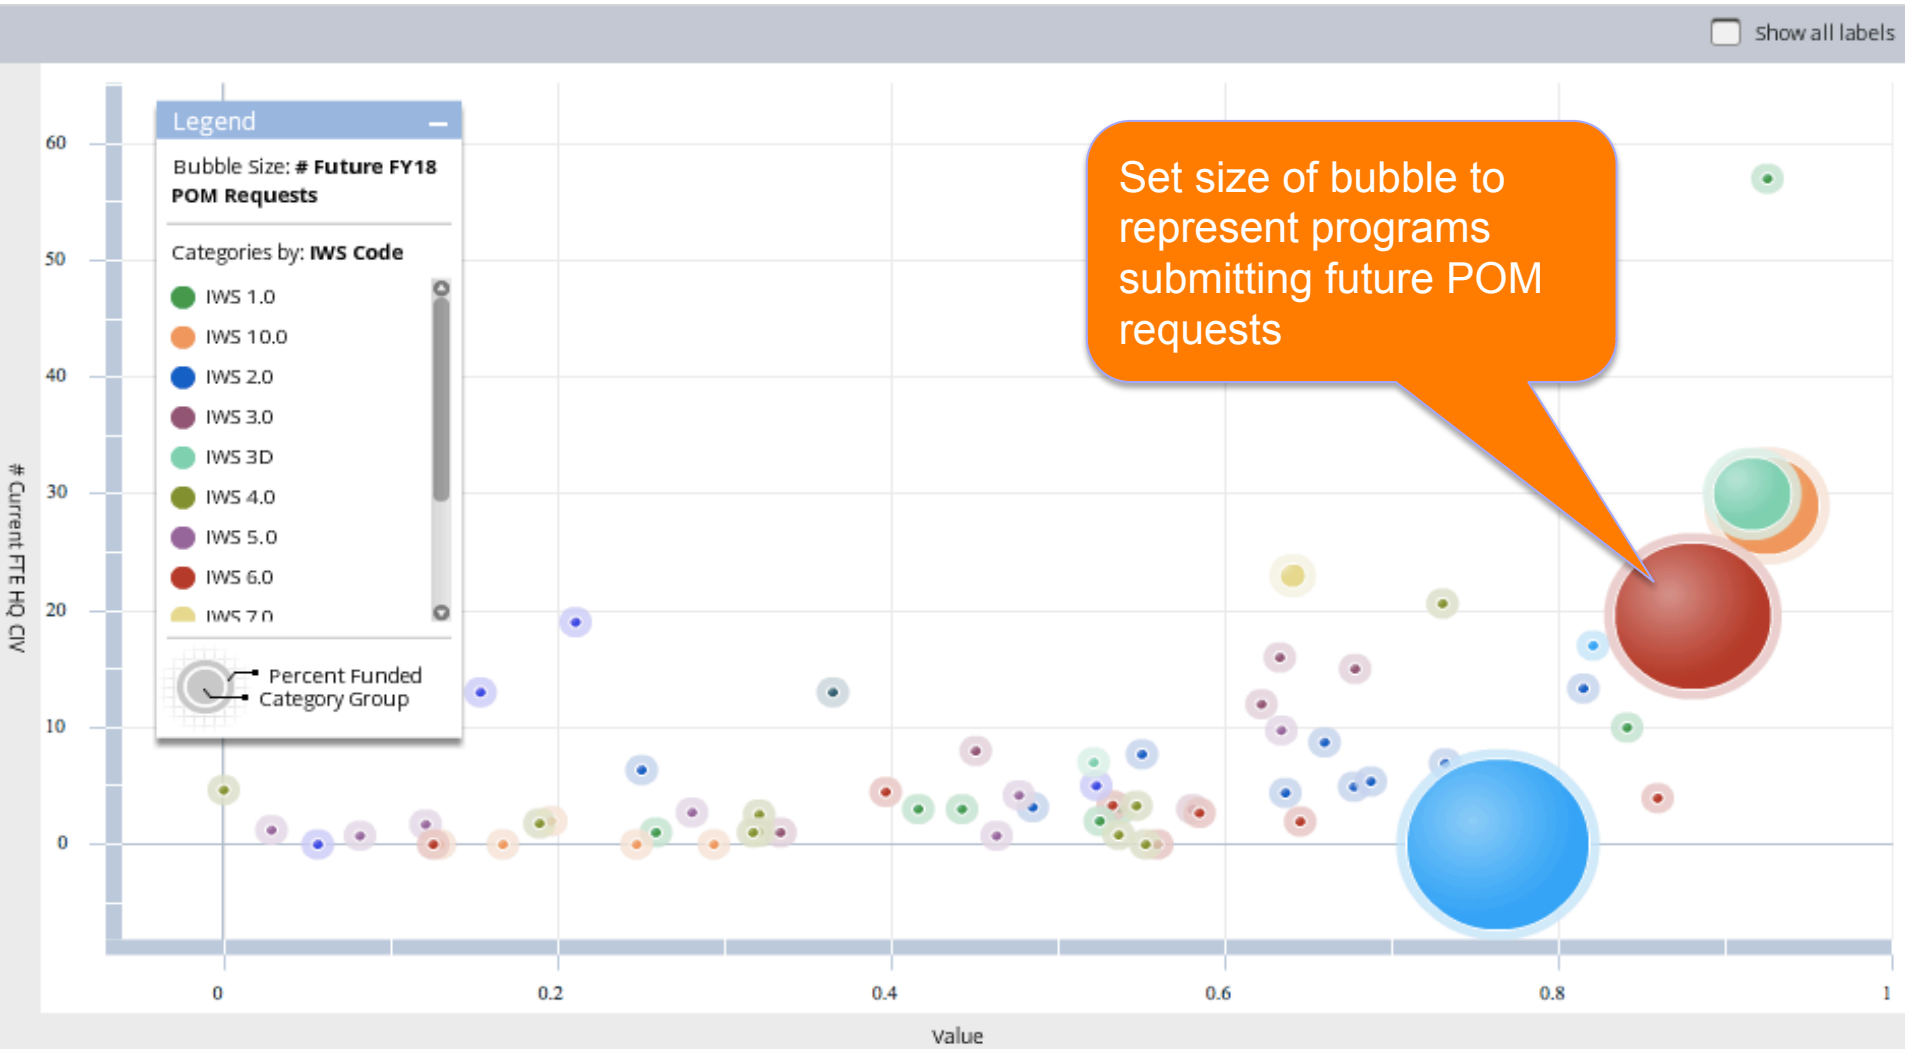 Show all labels
Legend
Bubble Size: # Future FY18
POM Requests
Categories by: IWS Code
IWS 1.0
IWS 10.0
IWS 2.0
IWS 3.0
IWS 3D
IWS 4.0
IWS 5.0
IWS 6.0
IWS 7.0
Percent Funded
Category Group
Set size of bubble to
represent programs
submitting future POM
requests
# Current FTE HQ CIV
60
50
40
30
20
10
0
0
0.2
0.4
0.6
0.8
1
Value